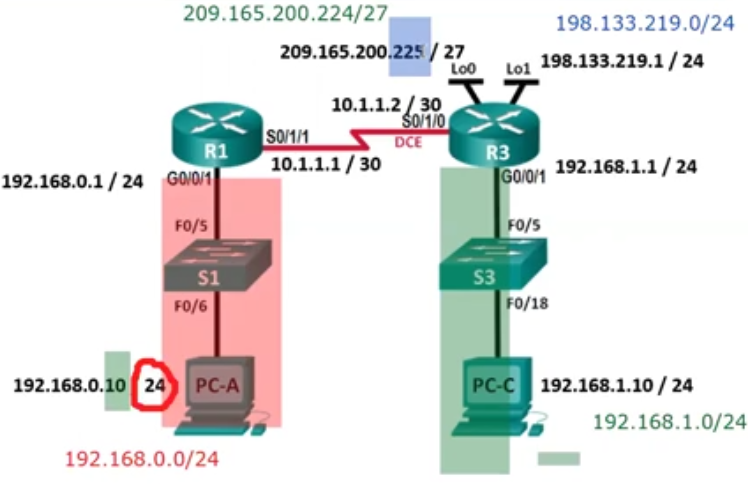 209.165.200.224/27
198.133.219.0/24
209.165.200.225 / 27
Lo0
Lo1
198.133.219.1 / 24
10.1.1.2 / 30
S0/1/0
S0/1/1
DCE
R1
R3
10.1.1.1 / 30
192.168.1.1 / 24
192.168.0.1 / 24
G0/0/1
G0/0/1
F0/5
F0/5
S1
S3
F0/6
F0/18
192.168.0.10 24
PC-A
PC-C
192.168.1.10 / 24
192.168.1.0/24
192.168.0.0/24